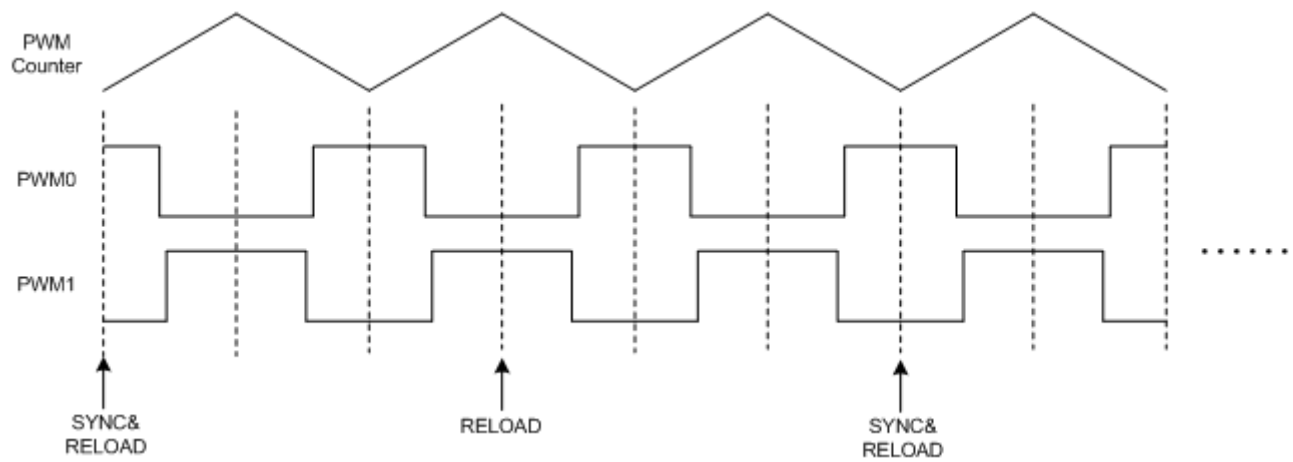 PWM
Counter
PWM0
PWM1
......
SYNC&
RELOAD
RELOAD
SYNC&
RELOAD